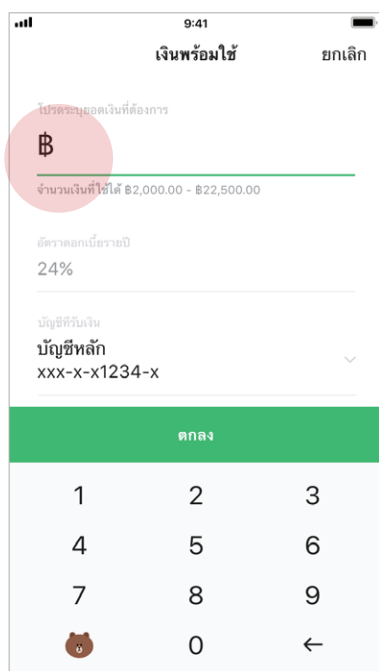 9:41
เงินพร้อมใช้ ยกเลิก
โปรดระบุยอดเงินที่ต้องการ
฿
จำนวนเงินที่ใช้ได้ ฿2,000.00 - ฿22,500.00
อัตราดอกเบี้ยรายปี
24%
บัญชีที่รับเงิน
บัญชีหลัก
xxx-x-x1234-x
ตกลง
1 2 3
4 5 6
7 8 9
0 ←